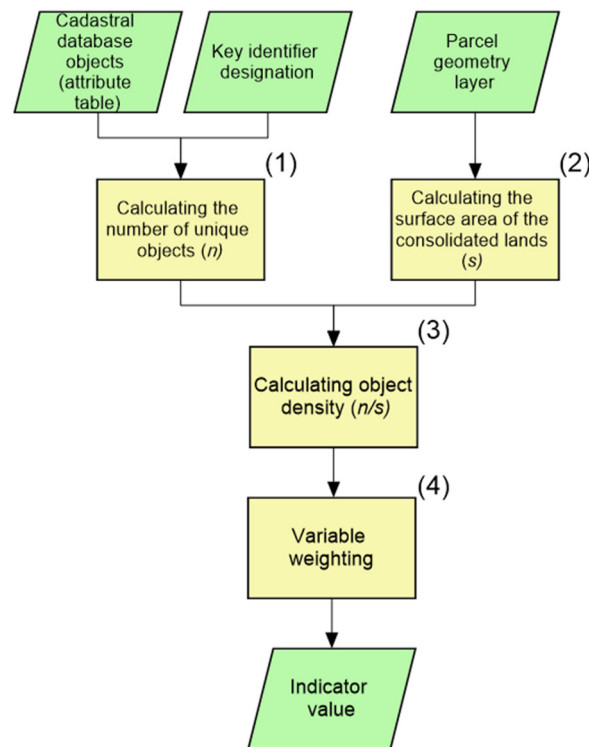 Cadastral
database
objects
(attribute
table)
Key identifier
designation
Parcel
geometry
layer
(1)
Calculating the
number of unique
objects (n)
(2)
Calculating the
surface area of the
consolidated lands
(s)
(3)
Calculating object
density (n/s)
(4)
Variable
weighting
Indicator
value